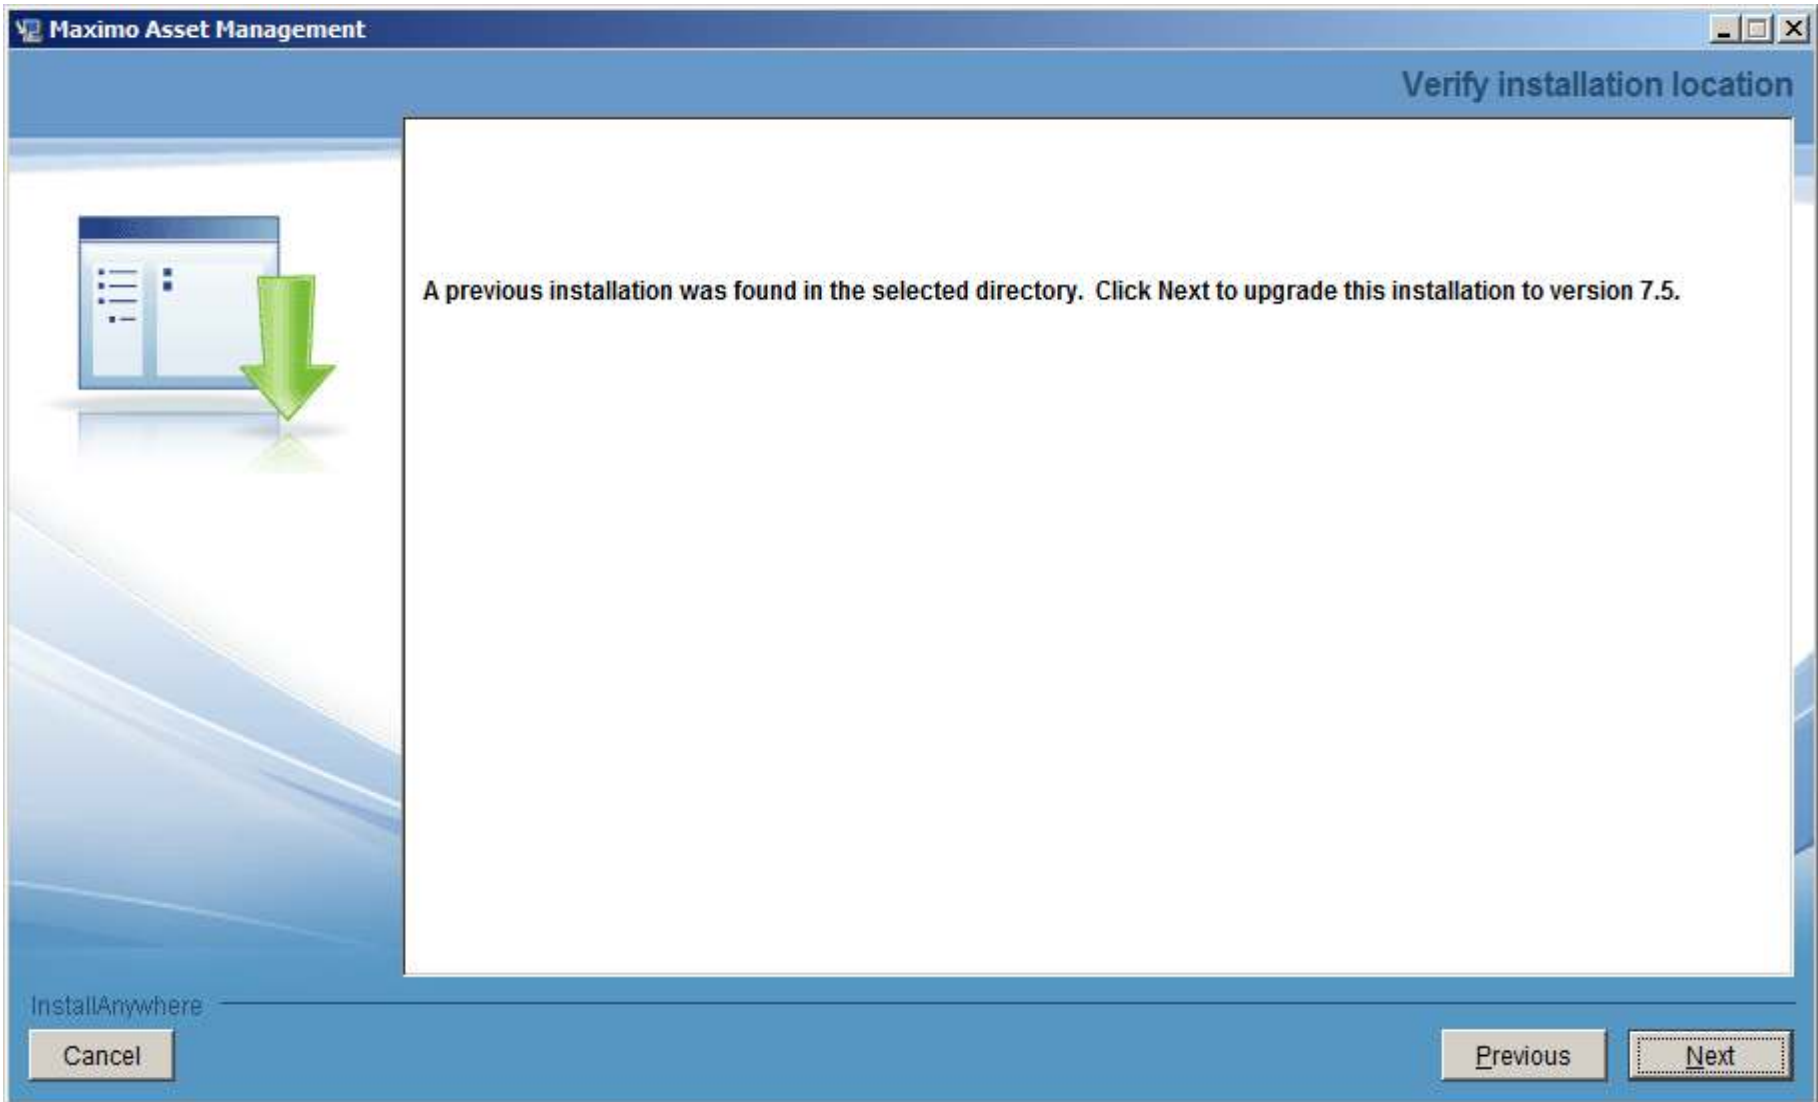 Maximo Asset Management
Verify installation location
A previous installation was found in the selected directory.  Click Next to upgrade this installation to version 7.5.
InstallAnywhere
Cancel
Previous
Next